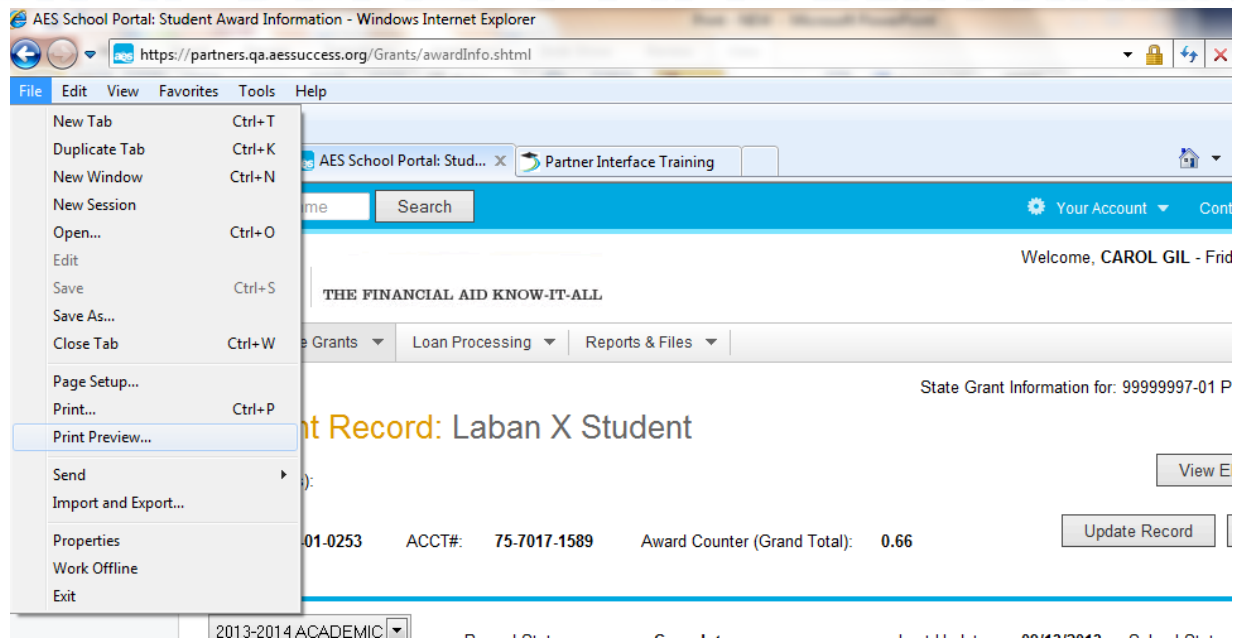 AES School Portal: Student Award Information - Windows Internet Explorer
https://partners.qa.aessuccess.org/Grants/awardInfo.shtml
File Edit View Favorites Tools Help
New Tab Ctrl+T
Duplicate Tab Ctrl+K
AES School Portal: Stud... Partner Interface Training
New Window Ctrl+N
New Session
Search Your Account Cont
Open... Ctrl+O
Edit
Welcome, CAROL GIL - Frid
Save Ctrl+S
THE FINANCIAL AID KNOW-IT-ALL
Save As...
Close Tab Ctrl+W
Grants Loan Processing Reports & Files
Page Setup...
State Grant Information for: 99999997-01 P
Print... Ctrl+P
nt Record: Laban X Student
Print Preview...
Send
View E
Import and Export...
Properties
-01-0253 ACCT#: 75-7017-1589 Award Counter (Grand Total): 0.66
Update Record
Work Offline
Exit
2013-2014 ACADEMIC